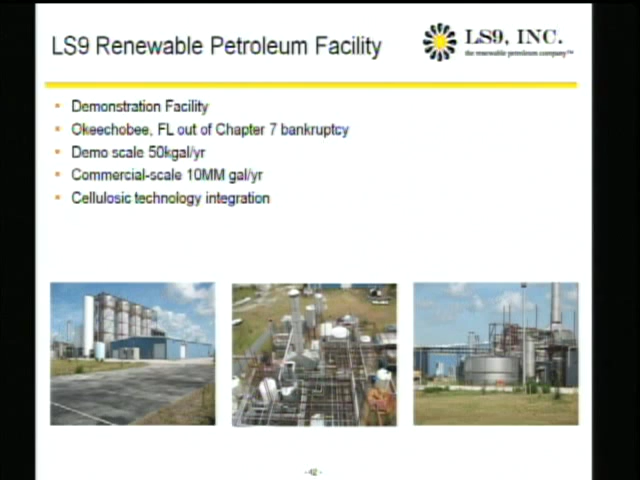 LS9 Renewable Petroleum Facility
LS9, INC.
the renewable petroleum company™
Demonstration Facility
Okeechobee, FL out of Chapter 7 bankruptcy
Demo scale 50kgal/yr
Commercial-scale 10MM gal/yr
Cellulosic technology integration
- 42 -